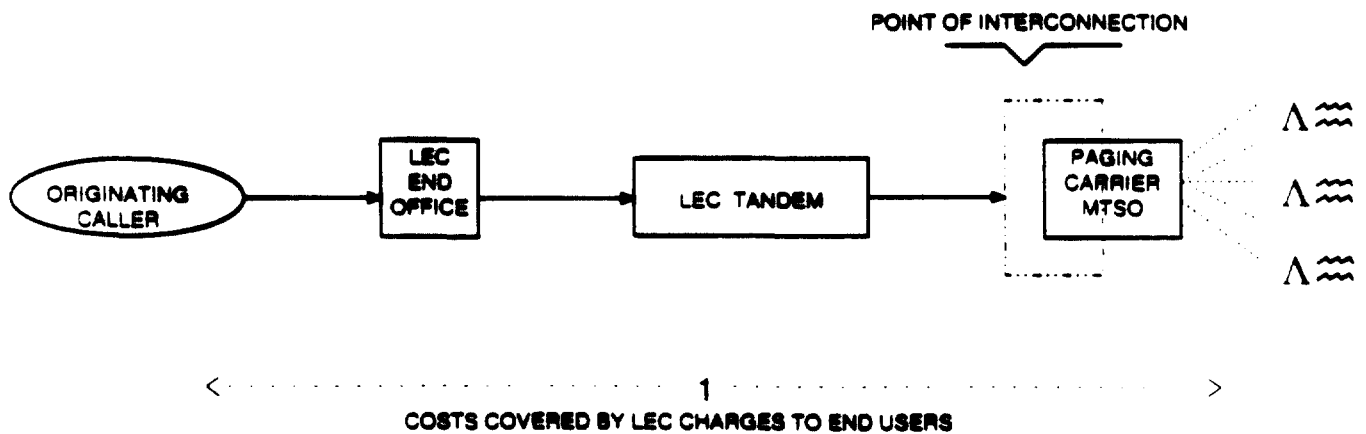 POINT OF INTERCONNECTION
ORIGINATING
CALLER
LEC
END
OFFICE
LEC TANDEM
PAGING
CARRIER
MTSO
1
COSTS COVERED BY LEC CHARGES TO END USERS